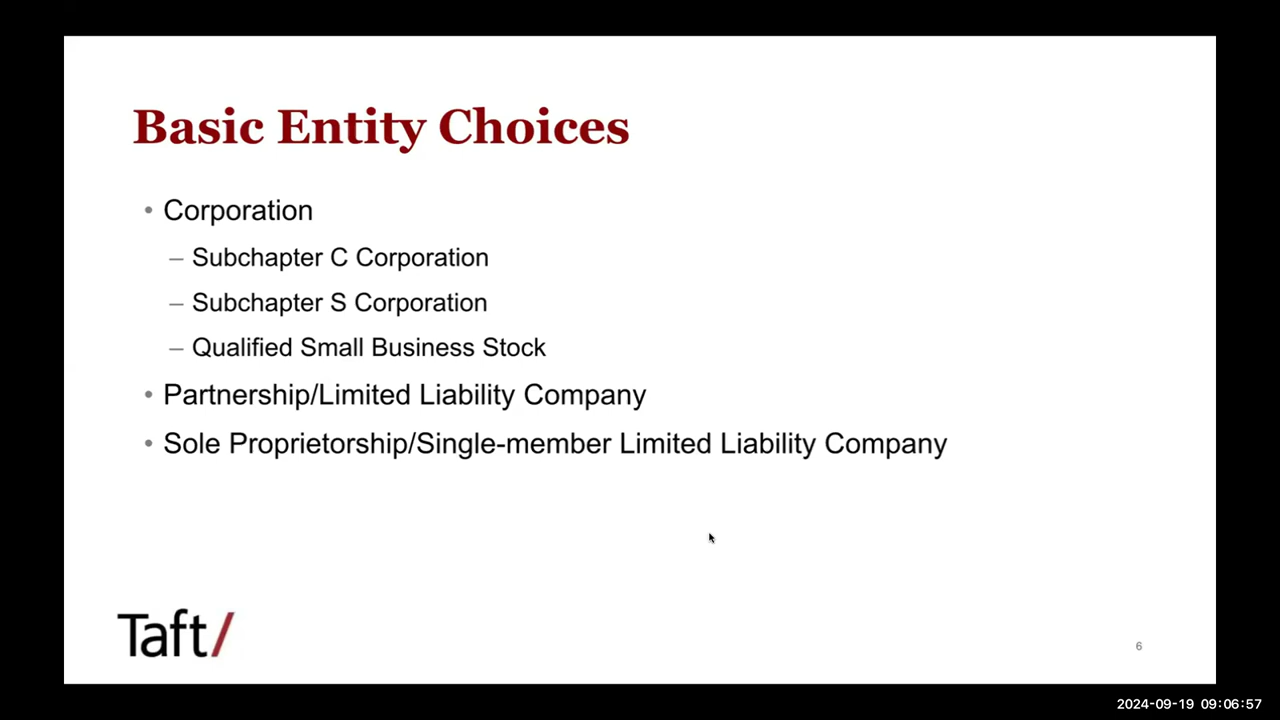 Basic Entity Choices
• Corporation
– Subchapter C Corporation
– Subchapter S Corporation
– Qualified Small Business Stock
• Partnership/Limited Liability Company
• Sole Proprietorship/Single-member Limited Liability Company
Taft/
6
2024-09-19 09:06:57